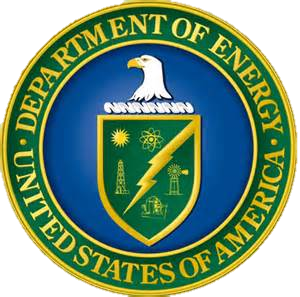 DEPARTMENT OF ENERGY
UNITED STATES OF AMERICA